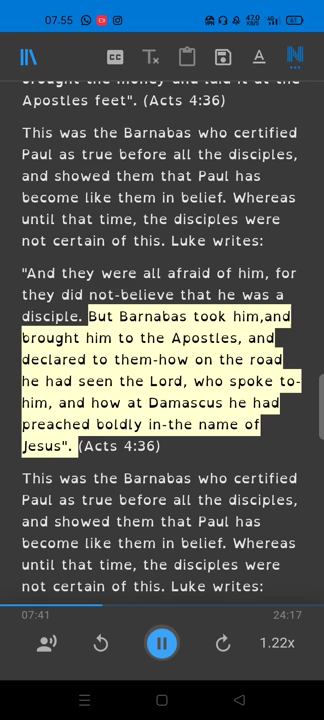 07.55
470 KB/S
4G
67
CC
A
N
brought the money and laid it at the
Apostles feet". (Acts 4:36)
This was the Barnabas who certified
Paul as true before all the disciples,
and showed them that Paul has
become like them in belief. Whereas
until that time, the disciples were
not certain of this. Luke writes:
"And they were all afraid of him, for
they did not-believe that he was a
disciple. But Barnabas took him,and
brought him to the Apostles, and
declared to them-how on the road
he had seen the Lord, who spoke to-
him, and how at Damascus he had
preached boldly in-the name of
Jesus". (Acts 4:36)
This was the Barnabas who certified
Paul as true before all the disciples,
and showed them that Paul has
become like them in belief. Whereas
until that time, the disciples were
not certain of this. Luke writes:
07:41
24:17
1.22x